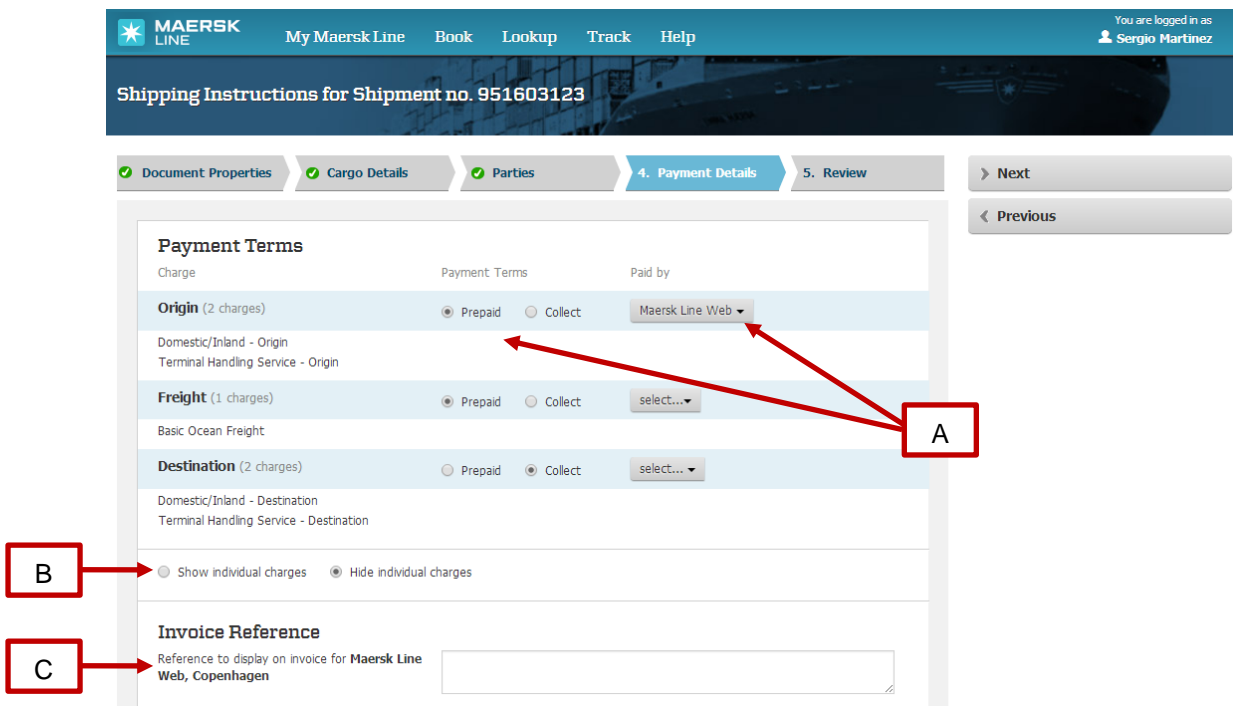 MAERSK
LINE
My Maersk Line Book Lookup Track Help
You are logged in as
Sergio Martinez
Shipping Instructions for Shipment no. 951603123
Document Properties Cargo Details Parties 4. Payment Details 5. Review
Next
Previous
Payment Terms
Charge Payment Terms Paid by
Origin (2 charges) Prepaid Collect Maersk Line Web
Domestic/Inland - Origin
Terminal Handling Service - Origin
Freight (1 charges) Prepaid Collect select...
Basic Ocean Freight
A
Destination (2 charges) Prepaid Collect select...
Domestic/Inland - Destination
Terminal Handling Service - Destination
B
Show individual charges Hide individual charges
Invoice Reference
C
Reference to display on invoice for Maersk Line
Web, Copenhagen